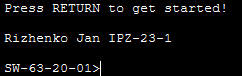 Press RETURN to get started!
Rizhenko Jan IPZ-23-1
SW-63-20-01>